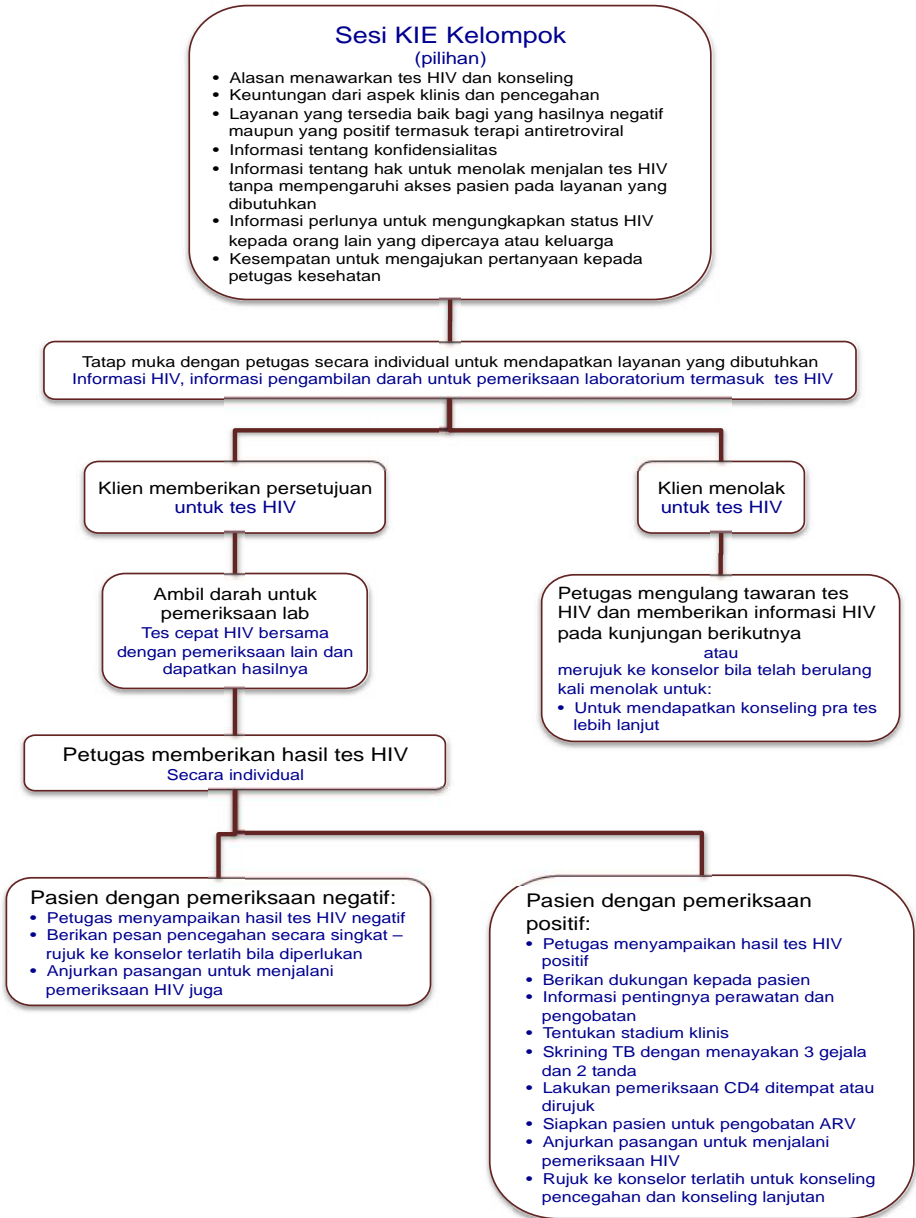 Sesi KIE Kelompok
(pilihan)
• Alasan menawarkan tes HIV dan konseling
• Keuntungan dari aspek klinis dan pencegahan
• Layanan yang tersedia baik bagi yang hasilnya negatif
maupun yang positif termasuk terapi antiretroviral
• Informasi tentang konfidensialitas
• Informasi tentang hak untuk menolak menjalan tes HIV
tanpa mempengaruhi akses pasien pada layanan yang
dibutuhkan
• Informasi perlunya untuk mengungkapkan status HIV
kepada orang lain yang dipercaya atau keluarga
• Kesempatan untuk mengajukan pertanyaan kepada
petugas kesehatan
Tatap muka dengan petugas secara individual untuk mendapatkan layanan yang dibutuhkan
Informasi HIV, informasi pengambilan darah untuk pemeriksaan laboratorium termasuk tes HIV
Klien memberikan persetujuan
untuk tes HIV
Klien menolak
untuk tes HIV
Ambil darah untuk
pemeriksaan lab
Tes cepat HIV bersama
dengan pemeriksaan lain dan
dapatkan hasilnya
Petugas mengulang tawaran tes
HIV dan memberikan informasi HIV
pada kunjungan berikutnya
atau
merujuk ke konselor bila telah berulang
kali menolak untuk:
• Untuk mendapatkan konseling pra tes
lebih lanjut
Petugas memberikan hasil tes HIV
Secara individual
Pasien dengan pemeriksaan negatif:
• Petugas menyampaikan hasil tes HIV negatif
• Berikan pesan pencegahan secara singkat –
rujuk ke konselor terlatih bila diperlukan
• Anjurkan pasangan untuk menjalani
pemeriksaan HIV juga
Pasien dengan pemeriksaan
positif:
• Petugas menyampaikan hasil tes HIV
positif
• Berikan dukungan kepada pasien
• Informasi pentingnya perawatan dan
pengobatan
• Tentukan stadium klinis
• Skrining TB dengan menayakan 3 gejala
dan 2 tanda
• Lakukan pemeriksaan CD4 ditempat atau
dirujuk
• Siapkan pasien untuk pengobatan ARV
• Anjurkan pasangan untuk menjalani
pemeriksaan HIV
• Rujuk ke konselor terlatih untuk konseling
pencegahan dan konseling lanjutan